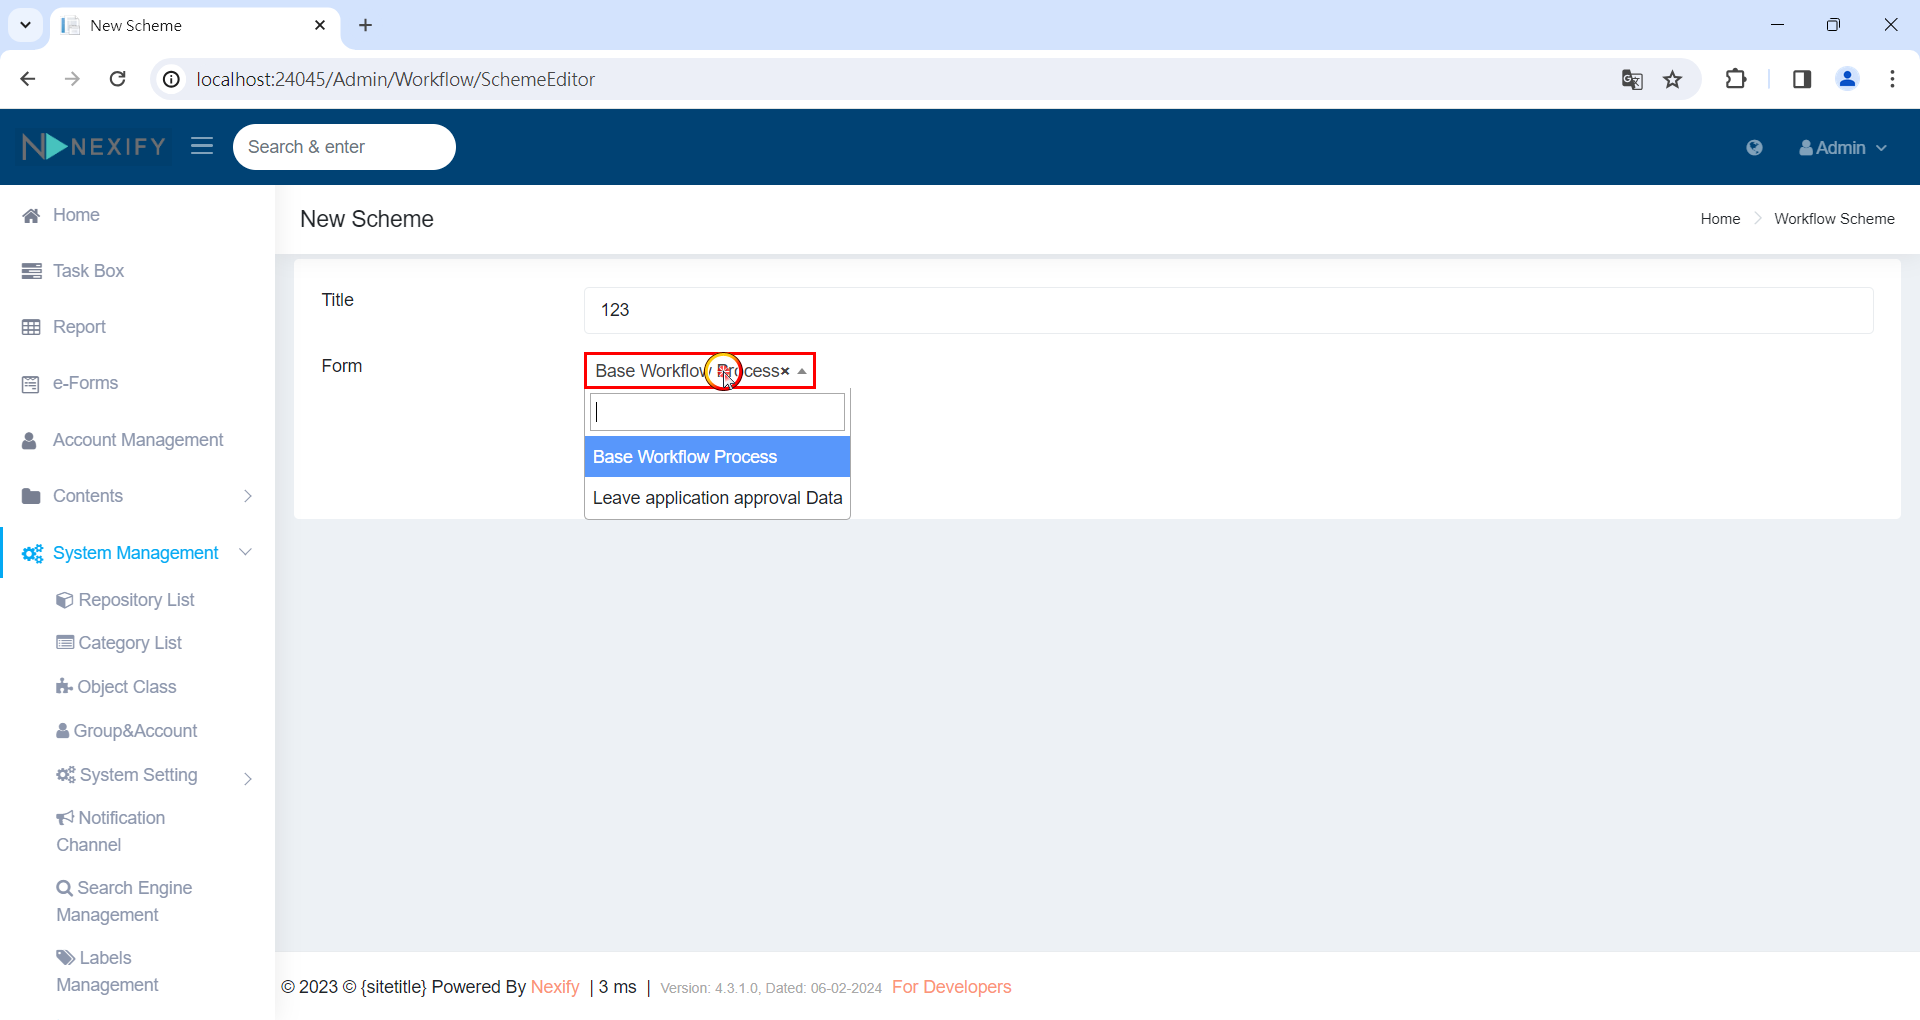 New Scheme
localhost:24045/Admin/Workflow/SchemeEditor
NEXIFY
Search & enter
Admin
Home
Task Box
Report
e-Forms
Account Management
Contents
System Management
Repository List
Category List
Object Class
Group&Account
System Setting
Notification
Channel
Search Engine
Management
Labels
Management
New Scheme
Home
Workflow Scheme
Title
123
Form
Base Workflow Process×
Base Workflow Process
Leave application approval Data
© 2023 © {sitetitle} Powered By Nexify | 3 ms | Version: 4.3.1.0, Dated: 06-02-2024 For Developers